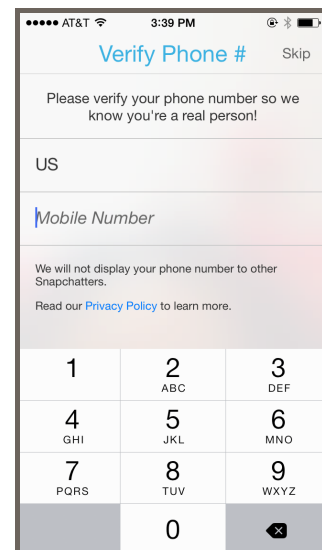 AT&T 3:39 PM
Verify Phone # Skip
Please verify your phone number so we
know you're a real person!
US
Mobile Number
We will not display your phone number to other
Snapchatters.
Read our Privacy Policy to learn more.
1 2 3
ABC DEF
4 5 6
GHI JKL MNO
7 8 9
PQRS TUV WXYZ
0